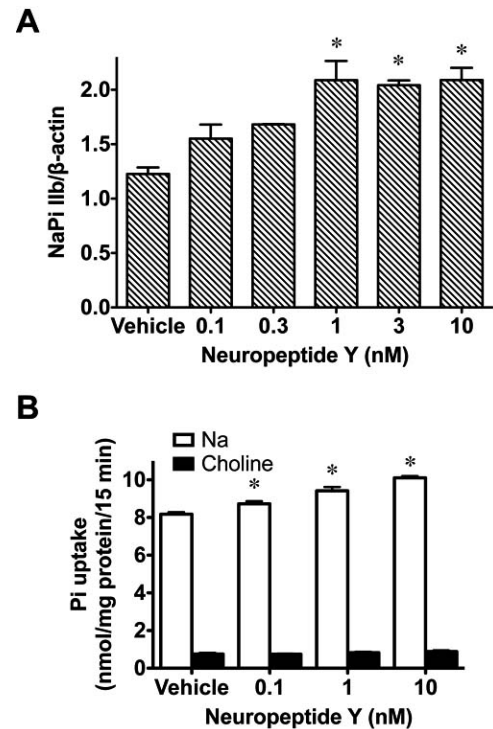 A
NaPi IIb/β-actin
2.0
1.5
1.0
0.5
0.0
* * *
Vehicle 0.1 0.3 1 3 10
Neuropeptide Y (nM)
B
Na
Choline
Pi uptake
(nmol/mg protein/15 min)
10
8
6
4
2
0
* * *
Vehicle 0.1 1 10
Neuropeptide Y (nM)